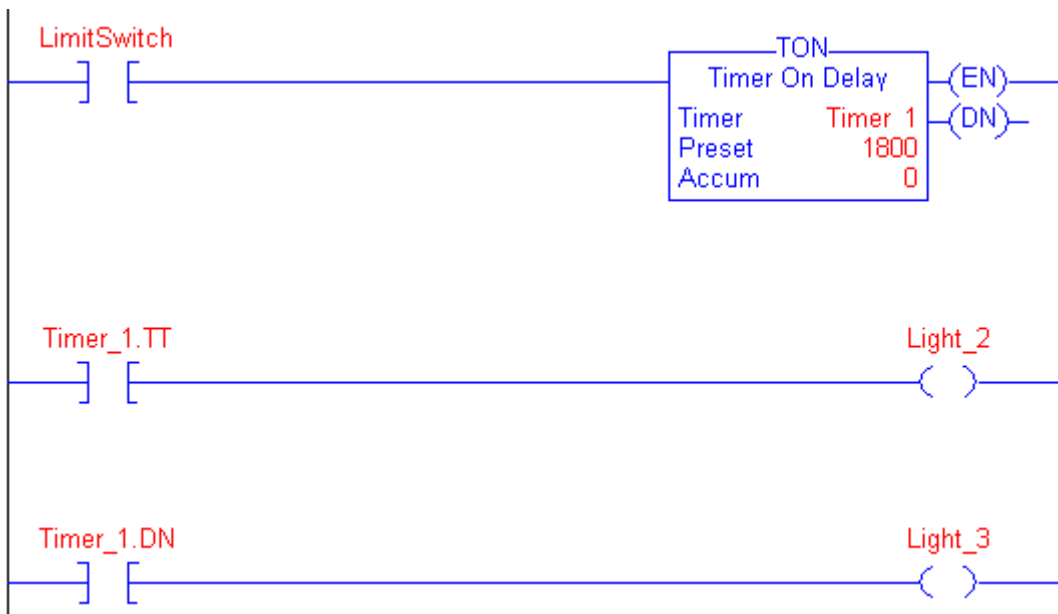 LimitSwitch
TON
Timer On Delay
EN
Timer Timer 1
DN
Preset 1800
Accum 0
Timer_1.TT
Light_2
Timer_1.DN
Light_3